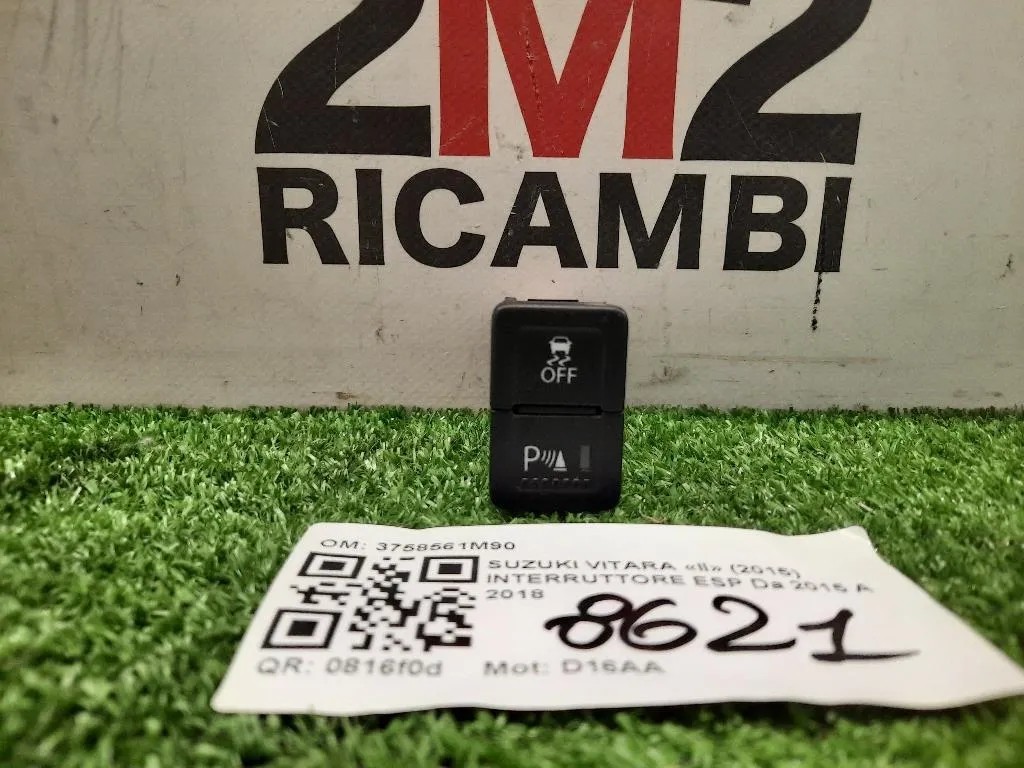 2M2
RICAMBI
OFF
P
OM: 3758561M90
SUZUKI VITARA «II» (2015)
INTERRUTTORE ESP Da 2015 A
2018
8621
QR: 0816f0d Mot: D16AA